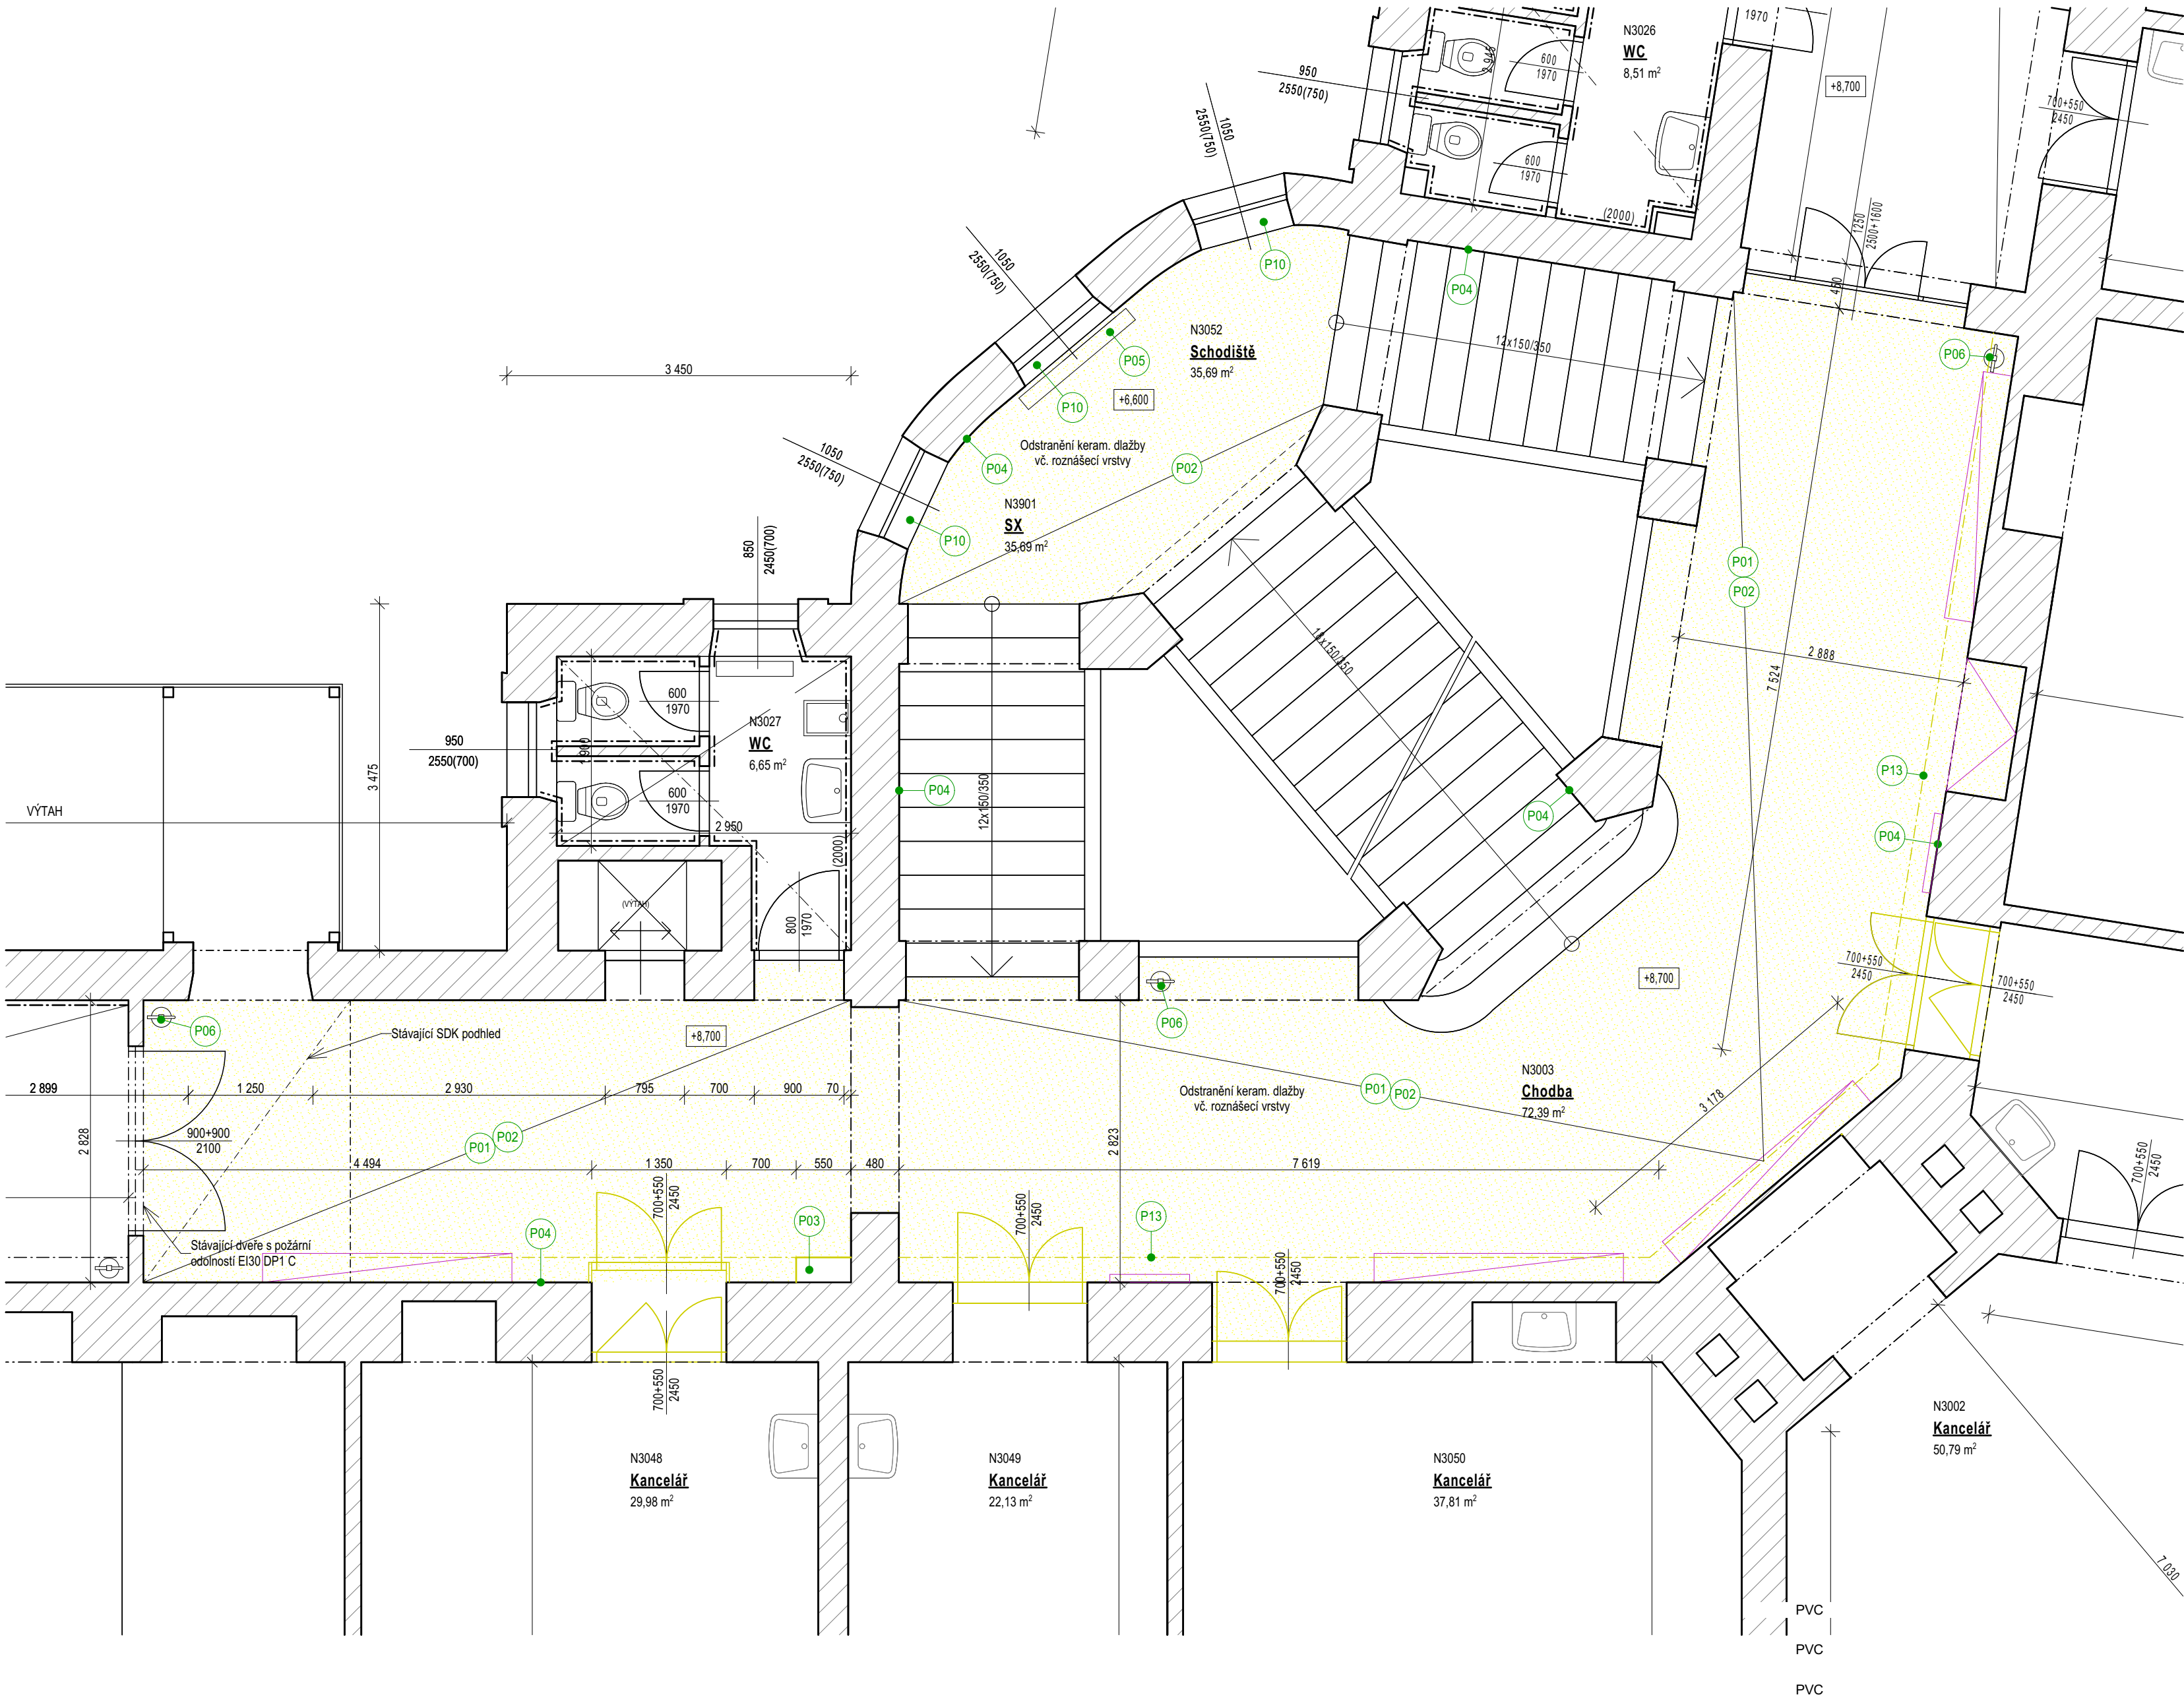 N3026
WC
8,51 m²
1970
+8,700
950
2550(750)
2 945
600
1970
700+550
2450
1050
2550(750)
600
1970
(2000)
1250
2500+1600
450
1050
2550(750)
P10
P04
N3052
Schodiště
35,69 m²
12x150/350
P06
P05
3 450
+6,600
P10
Odstranění keram. dlažby
vč. roznášecí vrstvy
P04
P02
1050
2550(750)
N3901
SX
35,69 m²
P10
850
2450(700)
P01
P02
18x150/350
2 888
7 524
600
1970
N3027
WC
6,65 m²
950
2550(700)
1 900
3 475
600
1970
P13
P04
12x150/350
VÝTAH
2 950
(2000)
P04
P04
(VÝTAH)
800
1970
700+550
2450
700+550
2450
+8,700
P06
P06
Stávající SDK podhled
+8,700
N3003
Chodba
72,39 m²
Odstranění keram. dlažby
vč. roznášecí vrstvy
P01
P02
3 178
2 899
1 250
2 930
795
700
900
70
2 828
900+900
2100
P01
P02
2 823
4 494
1 350
700
550
480
7 619
700+550
2450
700+550
2450
P04
P03
700+550
2450
P13
700+550
2450
Stávající dveře s požární
odolností EI30 DP1 C
700+550
2450
N3048
Kancelář
29,98 m²
N3049
Kancelář
22,13 m²
N3050
Kancelář
37,81 m²
N3002
Kancelář
50,79 m²
7 030
PVC
PVC
PVC